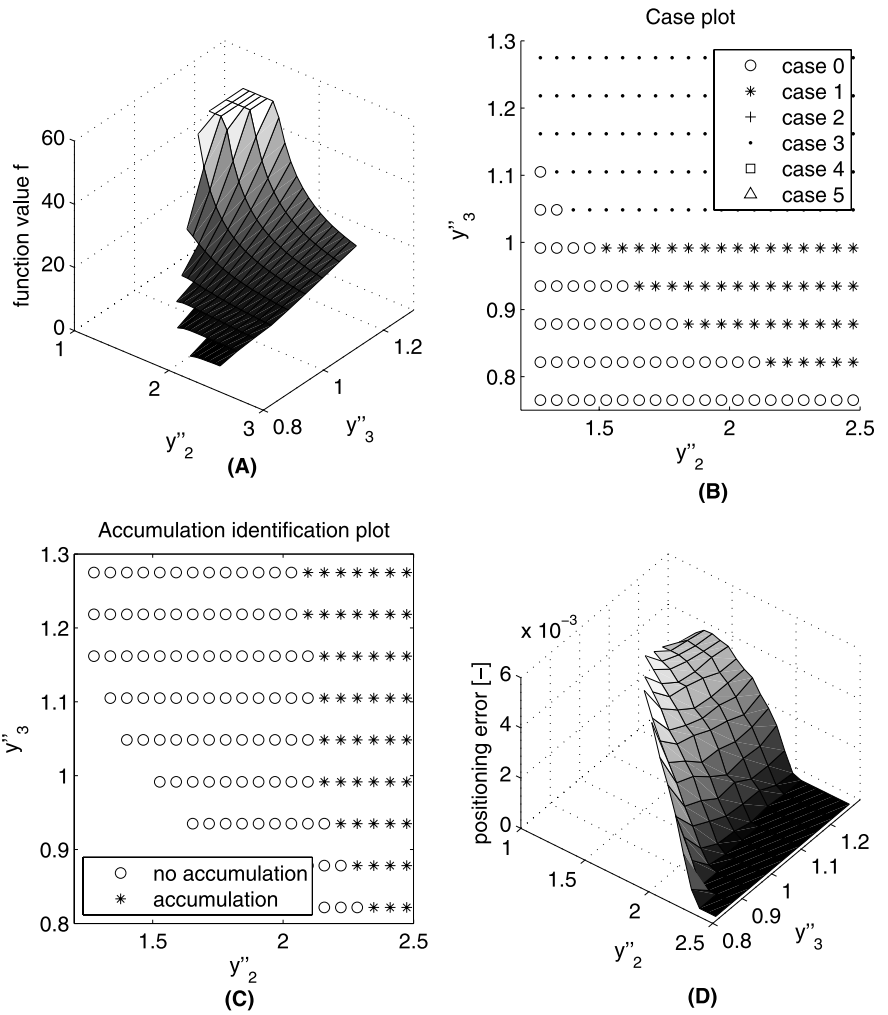 60
40
20
0
function value f
1
2
3
y"2
0.8
1
1.2
y"3
(A)
Case plot
1.3
1.2
1.1
1
0.9
0.8
y"3
case 0
case 1
case 2
case 3
case 4
case 5
1.5
2
2.5
y"2
(B)
Accumulation identification plot
1.3
1.2
1.1
1
0.9
0.8
y"3
no accumulation
accumulation
1.5
2
2.5
y"2
(C)
x 10−3
6
4
2
0
positioning error [−]
1
1.5
2
2.5
y"2
0.8
0.9
1
1.1
1.2
y"3
(D)